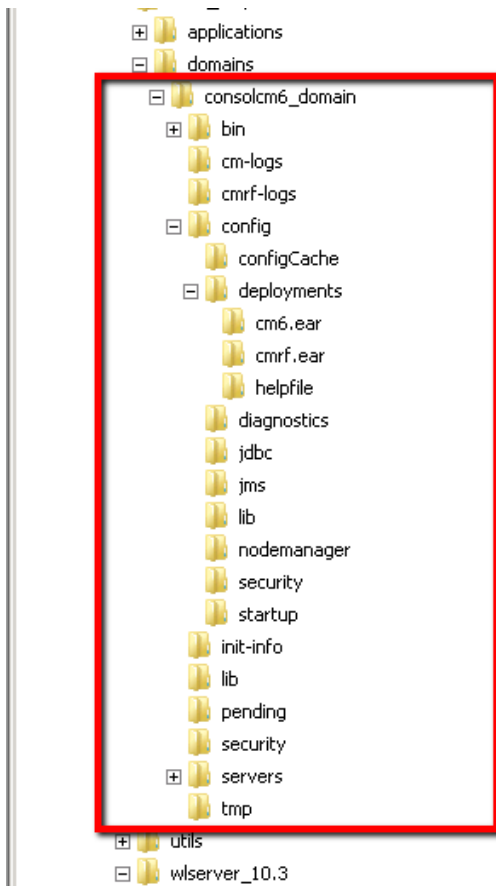 applications
domains
consolcm6_domain
bin
cm-logs
cmrf-logs
config
configCache
deployments
cm6.ear
cmrf.ear
helpfile
diagnostics
jdbc
jms
lib
nodemanager
security
startup
init-info
lib
pending
security
servers
tmp
utils
wlserver_10.3